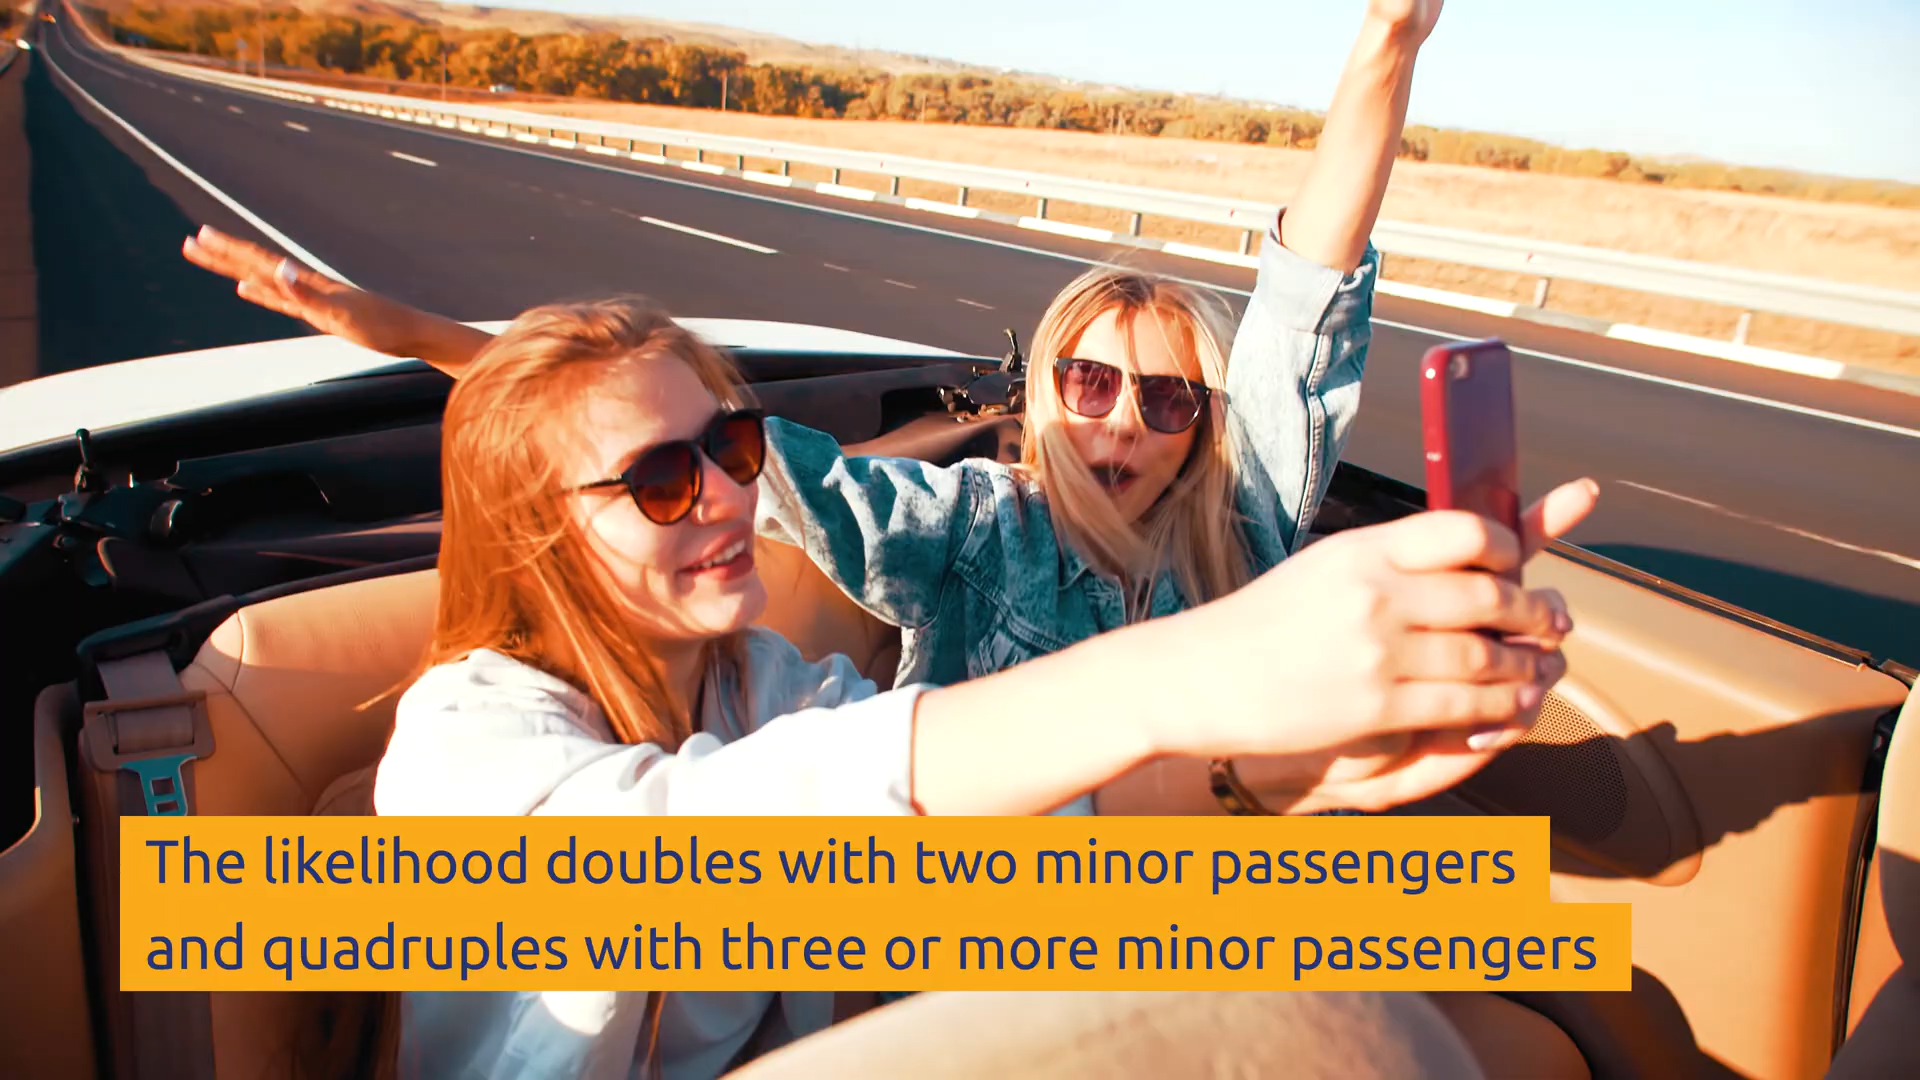 The likelihood doubles with two minor passengers
and quadruples with three or more minor passengers